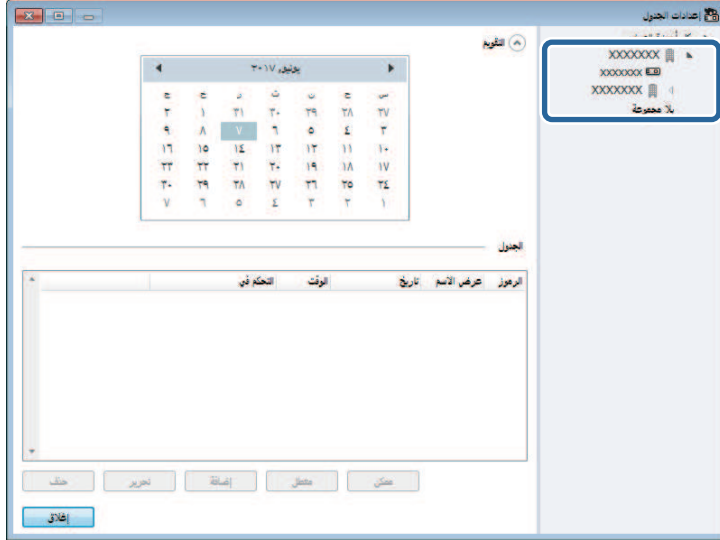 إعدادات الجدول
XXXXXXX
XXXXXXX
XXXXXXX
بلا مجموعة
التقويم
يونيو، ٢٠١٧
٢٧ ٢٨ ٢٩ ٣٠ ٣١ ١ ٢
٣ ٤ ٥ ٦ ٧ ٨ ٩
١٠ ١١ ١٢ ١٣ ١٤ ١٥ ١٦
١٧ ١٨ ١٩ ٢٠ ٢١ ٢٢ ٢٣
٢٤ ٢٥ ٢٦ ٢٧ ٢٨ ٢٩ ٣٠
١ ٢ ٣ ٤ ٥ ٦ ٧
الجدول
الرموز عرض الاسم تاريخ الوقت التحكم في
ممكن معطل إضافة تحرير حذف
إغلاق